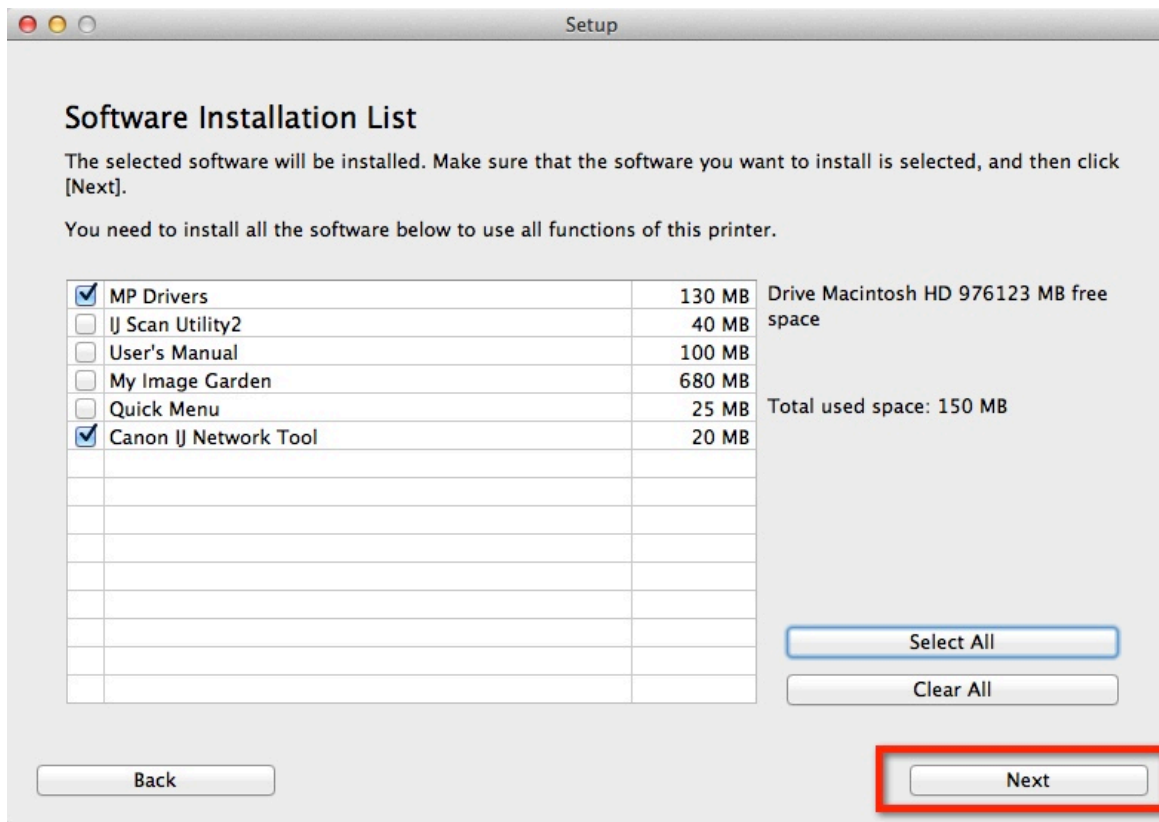 Setup
Software Installation List
The selected software will be installed. Make sure that the software you want to install is selected, and then click
[Next].
You need to install all the software below to use all functions of this printer.
MP Drivers 130 MB
IJ Scan Utility2 40 MB
User's Manual 100 MB
My Image Garden 680 MB
Quick Menu 25 MB
Canon IJ Network Tool 20 MB
Drive Macintosh HD 976123 MB free
space
Total used space: 150 MB
Select All
Clear All
Back
Next